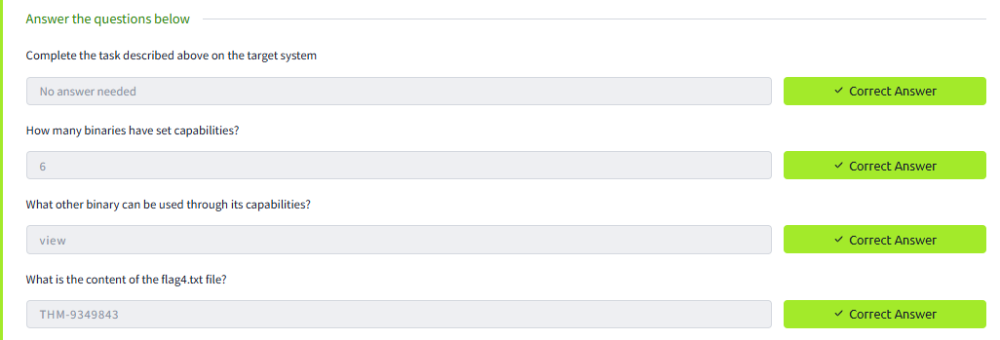 Answer the questions below
Complete the task described above on the target system
No answer needed
✓ Correct Answer
How many binaries have set capabilities?
6
✓ Correct Answer
What other binary can be used through its capabilities?
view
✓ Correct Answer
What is the content of the flag4.txt file?
THM-9349843
✓ Correct Answer